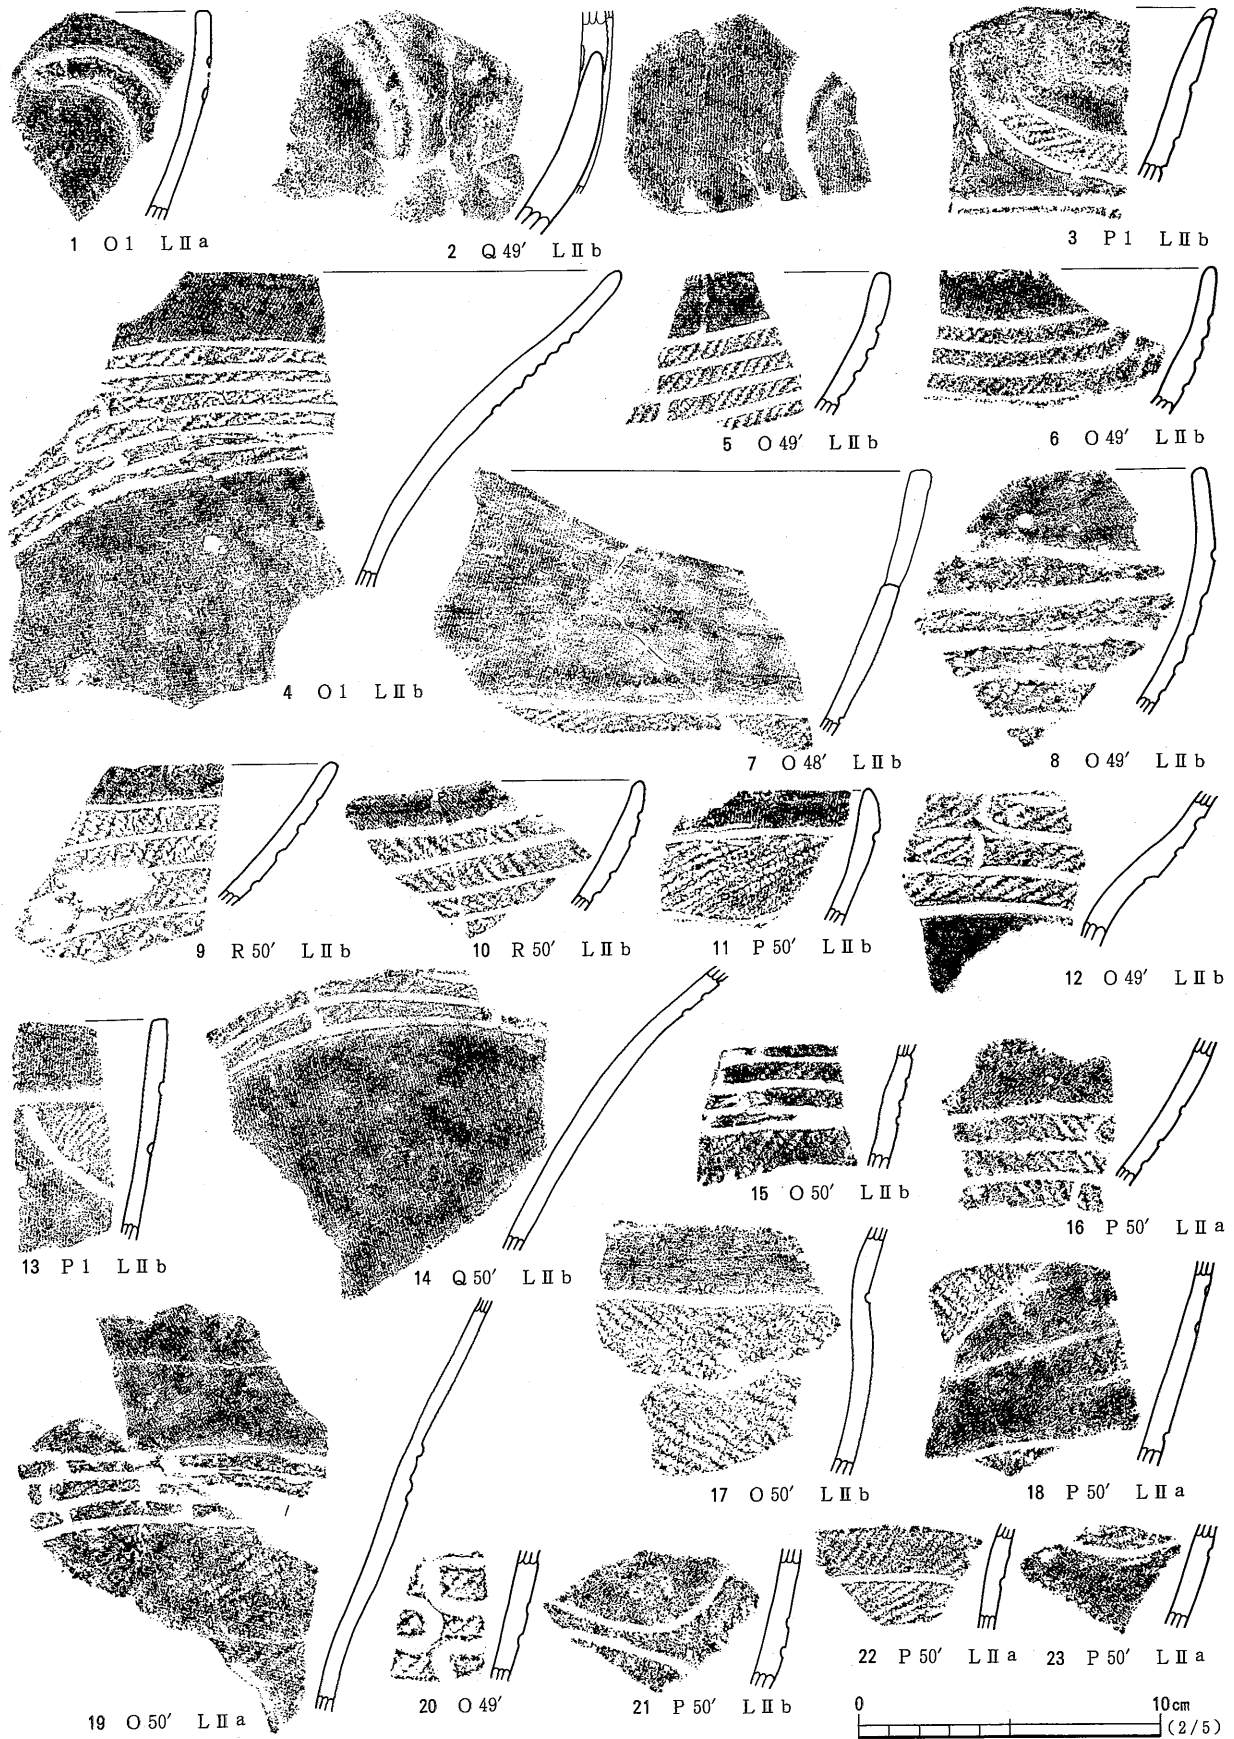 1 O1 LⅡa
2 Q49′ LⅡb
3 P1 LⅡb
4 O1 LⅡb
5 O49′ LⅡb
6 O49′ LⅡb
7 O48′ LⅡb
8 O49′ LⅡb
9 R50′ LⅡb
10 R50′ LⅡb
11 P50′ LⅡb
12 O49′ LⅡb
13 P1 LⅡb
14 Q50′ LⅡb
15 O50′ LⅡb
16 P50′ LⅡa
17 O50′ LⅡb
18 P50′ LⅡa
19 O50′ LⅡa
20 O49′
21 P50′ LⅡb
22 P50′ LⅡa
23 P50′ LⅡa
0 10cm
(2/5)